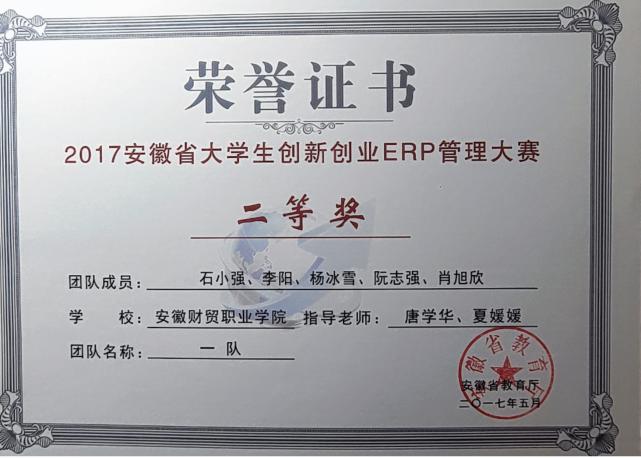 荣誉证书
2017安徽省大学生创新创业ERP管理大赛
二等奖
团队成员：石小强、李阳、杨冰雪、阮志强、肖旭欣
学 校：安徽财贸职业学院 指导老师：唐学华、夏媛媛
团队名称：一 队
安徽省教育厅
安徽省教育厅
二〇一七年五月